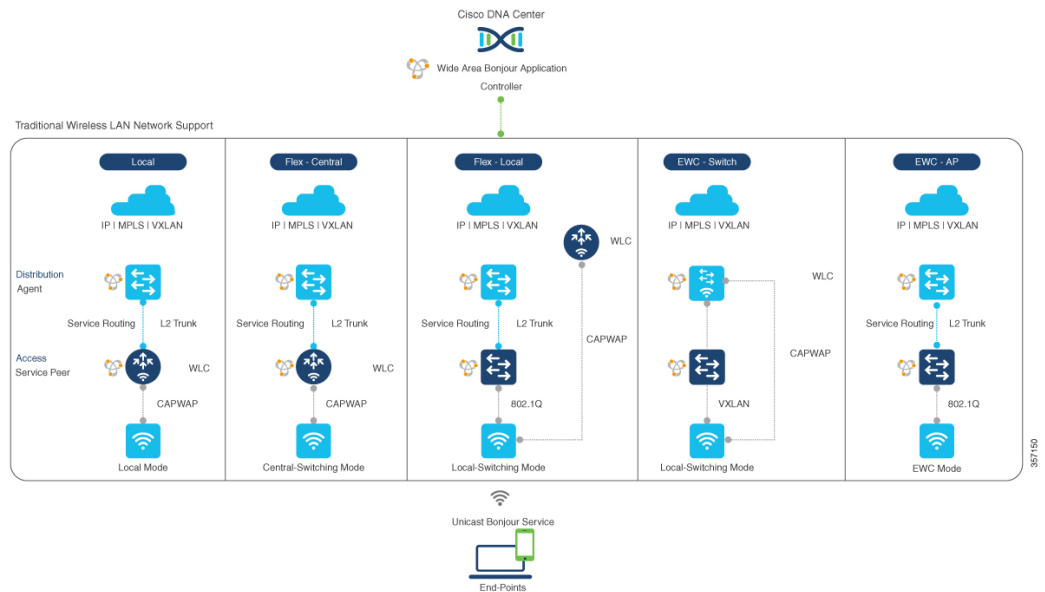 Cisco DNA Center
Wide Area Bonjour Application
Controller
Traditional Wireless LAN Network Support
Local
Flex - Central
Flex - Local
EWC - Switch
EWC - AP
IP | MPLS | VXLAN
IP | MPLS | VXLAN
IP | MPLS | VXLAN
IP | MPLS | VXLAN
IP | MPLS | VXLAN
WLC
Distribution
Agent
WLC
Service Routing
L2 Trunk
Service Routing
L2 Trunk
Service Routing
L2 Trunk
Service Routing
L2 Trunk
CAPWAP
CAPWAP
Access
Service Peer
WLC
WLC
CAPWAP
CAPWAP
802.1Q
VXLAN
802.1Q
Local Mode
Central-Switching Mode
Local-Switching Mode
Local-Switching Mode
EWC Mode
357150
Unicast Bonjour Service
End-Points